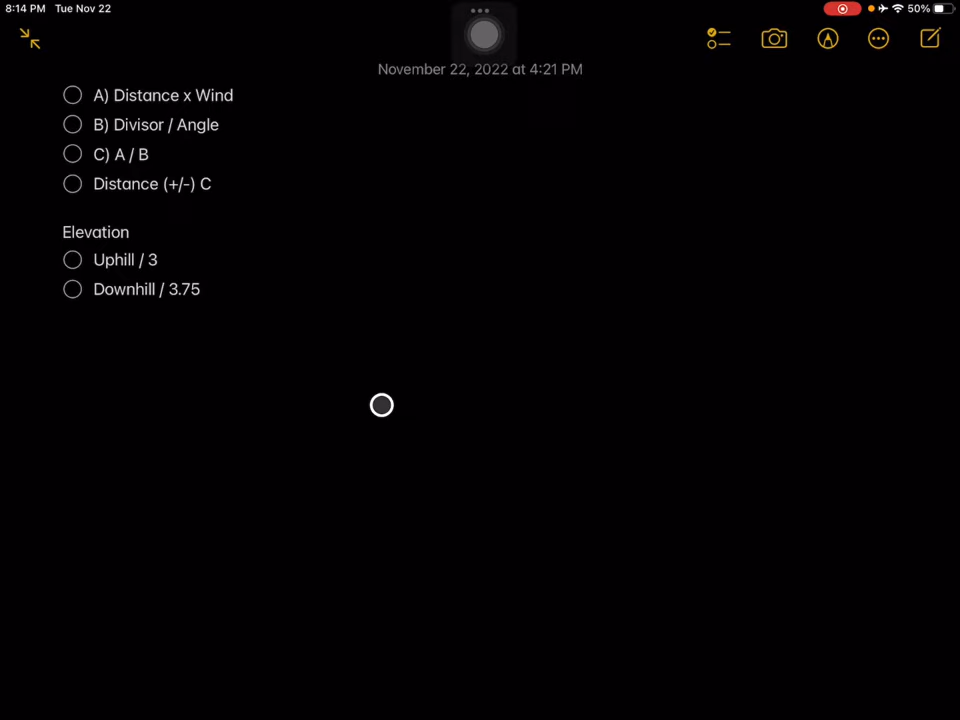 8:14 PM Tue Nov 22 50%
November 22, 2022 at 4:21 PM
A) Distance x Wind
B) Divisor / Angle
C) A / B
Distance (+/-) C
Elevation
Uphill / 3
Downhill / 3.75